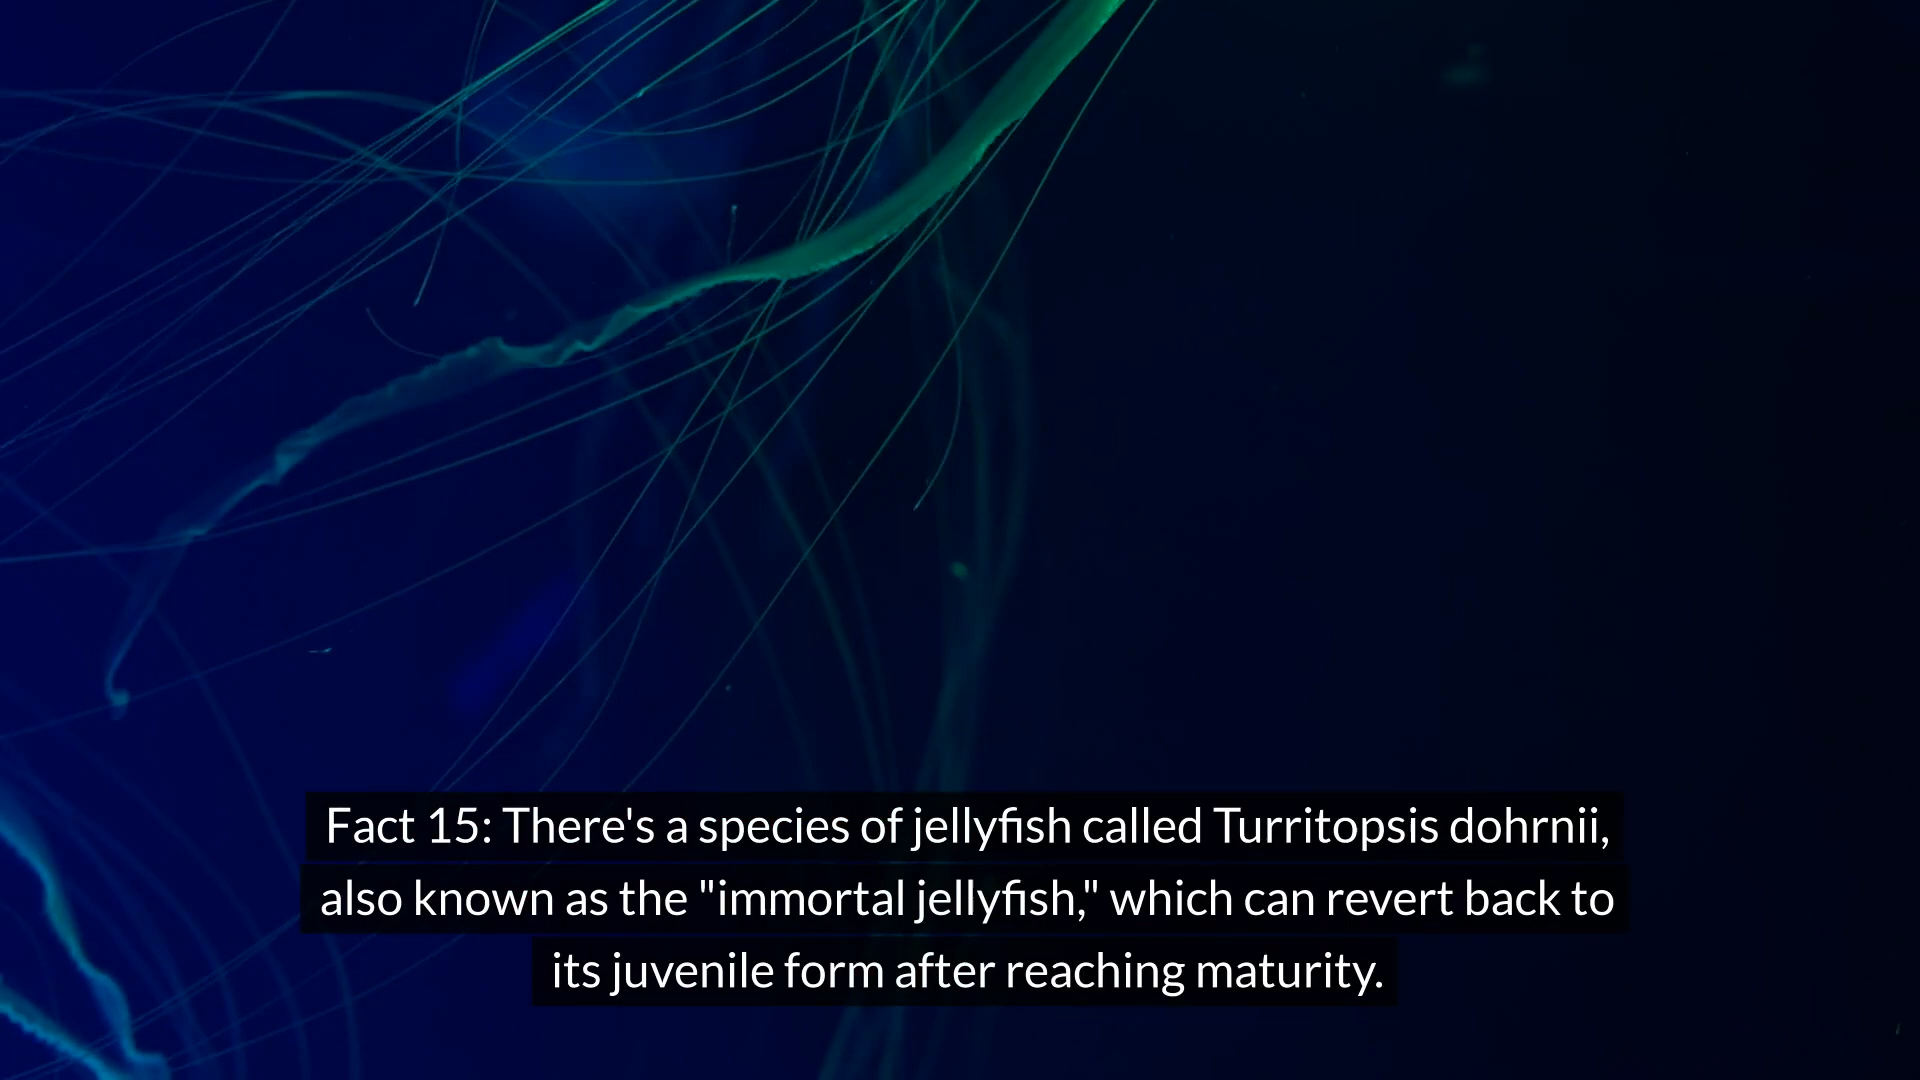 Fact 15: There's a species of jellyfish called Turritopsis dohrnii,
also known as the "immortal jellyfish," which can revert back to
its juvenile form after reaching maturity.